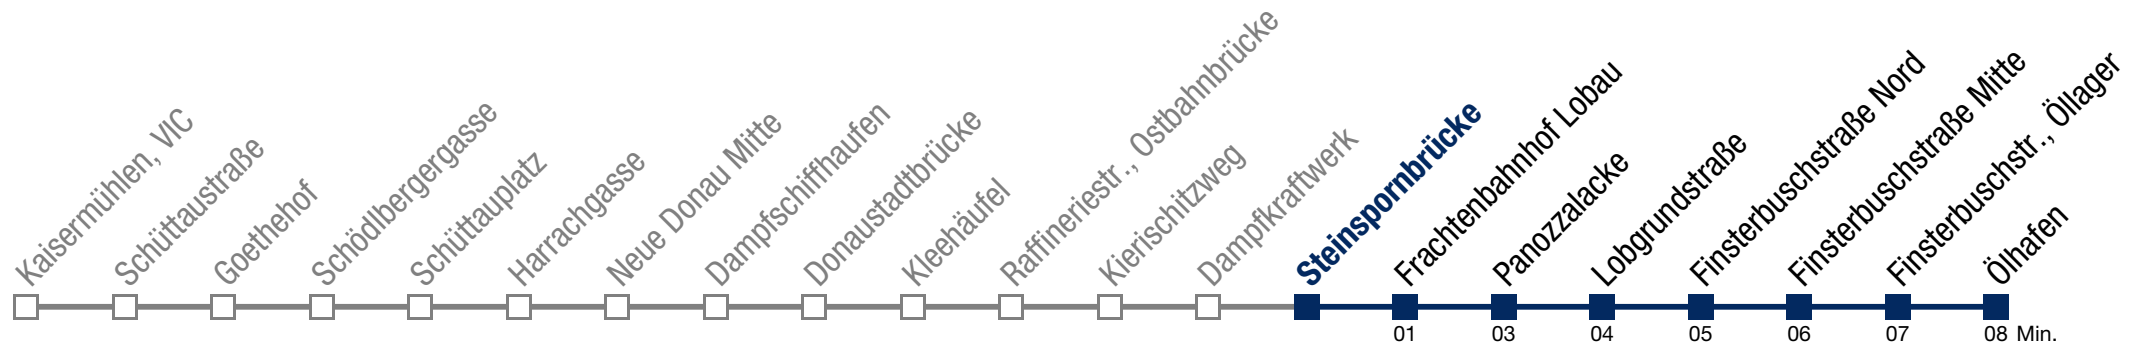 Kaisermühlen, VIC
Schüttaustraße
Goethehof
Schödlbergergasse
Schüttauplatz
Harrachgasse
Neue Donau Mitte
Dampfschiffhaufen
Donaustadtbrücke
Kleehäufel
Raffineriestr., Ostbahnbrücke
Kierischitzweg
Dampfkraftwerk
Steinspornbrücke
Frachtenbahnhof Lobau
Panozzalacke
Lobgrundstraße
Finsterbuschstraße Nord
Finsterbuschstraße Mitte
Finsterbuschstr., Öllager
Ölhafen
01 03 04 05 06 07 08 Min.